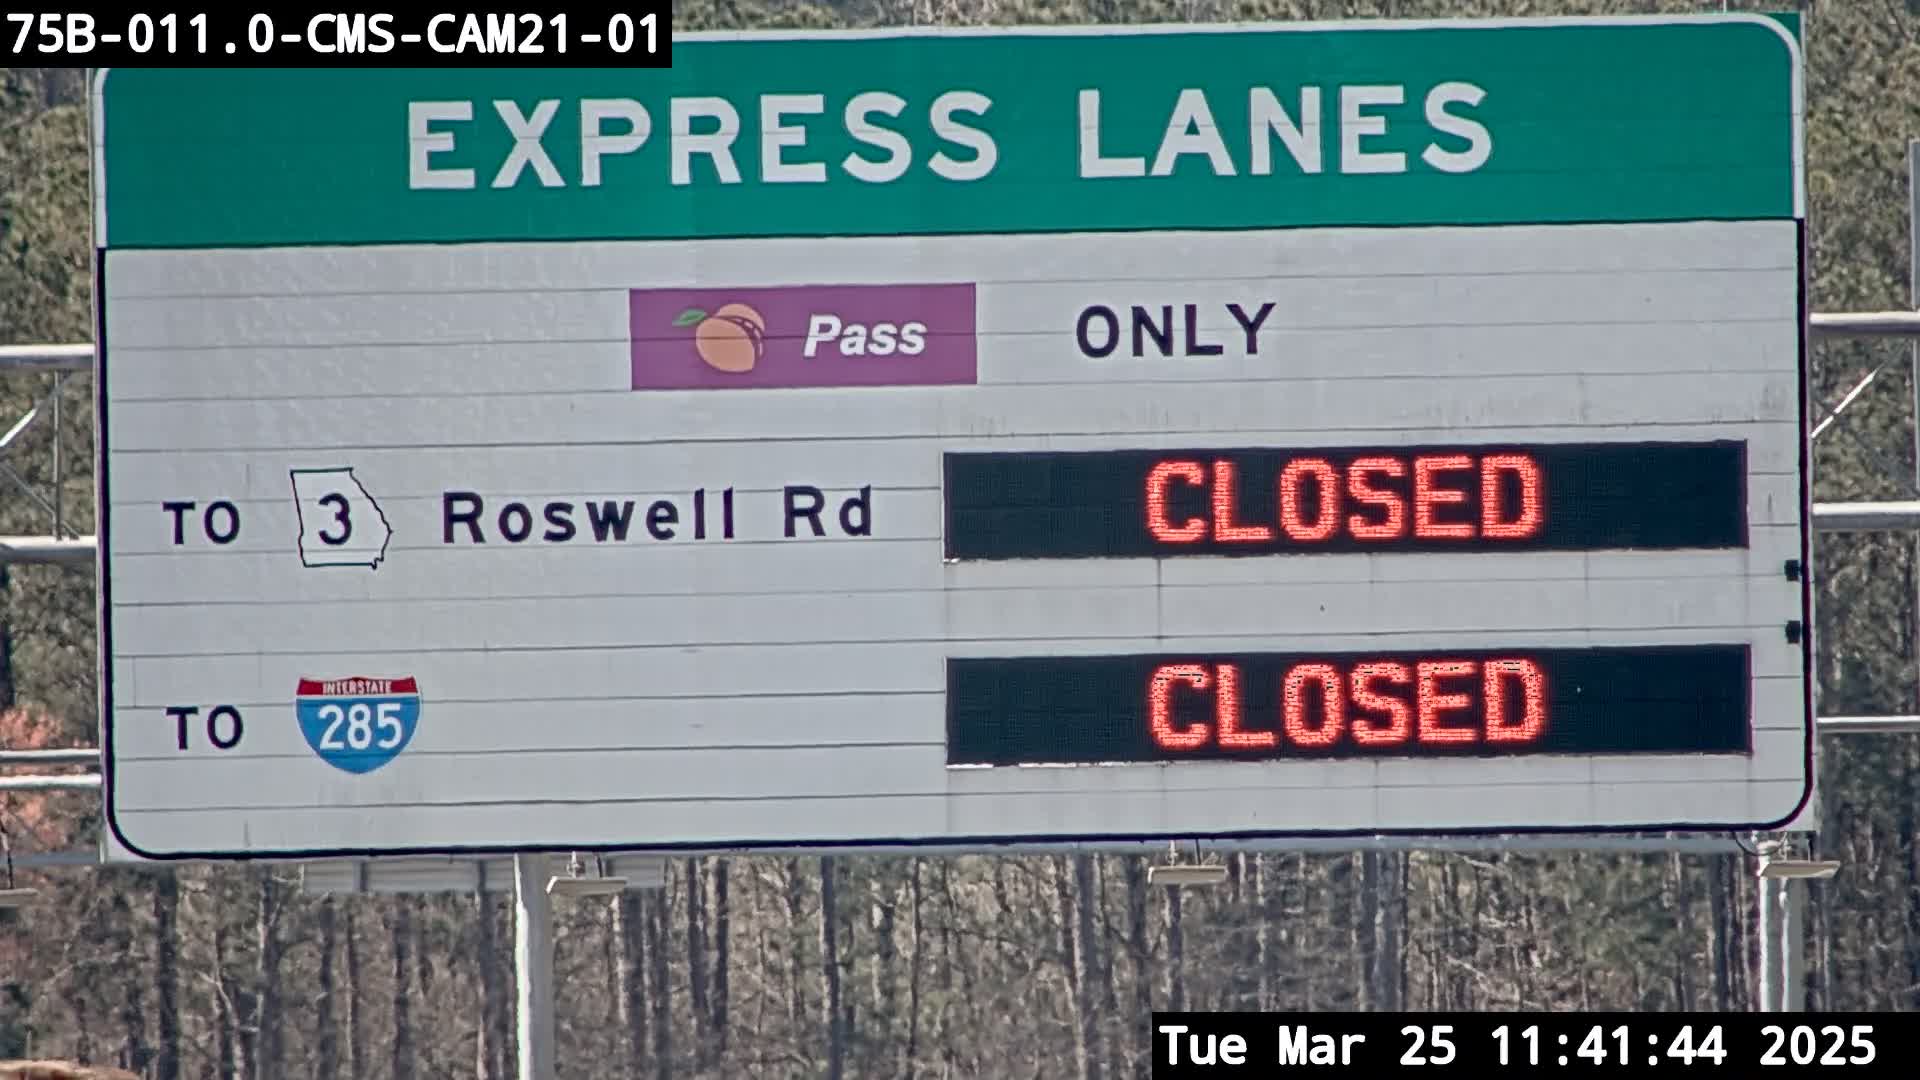 75B-011.0-CMS-CAM21-01
EXPRESS LANES
Pass ONLY
TO 3 Roswell Rd CLOSED
INTERSTATE
TO 285 CLOSED
Tue Mar 25 11:41:44 2025